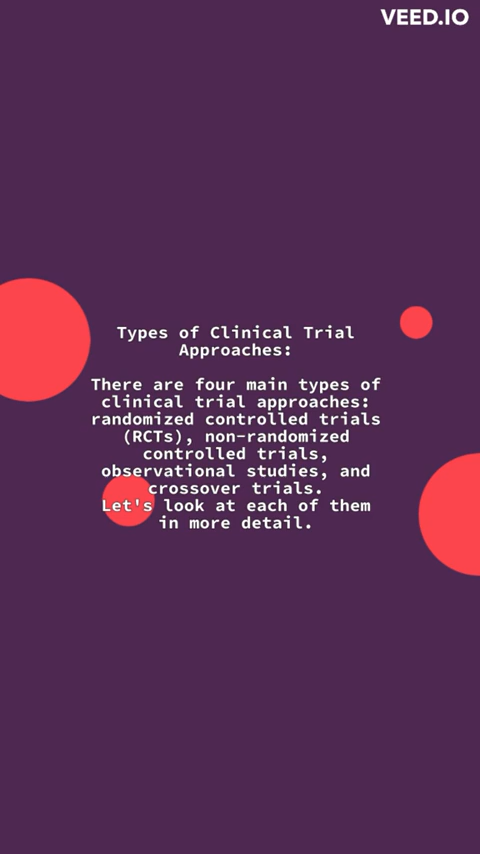 VEED.IO
Types of Clinical Trial
Approaches:
There are four main types of
clinical trial approaches:
randomized controlled trials
(RCTs), non-randomized
controlled trials,
observational studies, and
crossover trials.
Let's look at each of them
in more detail.